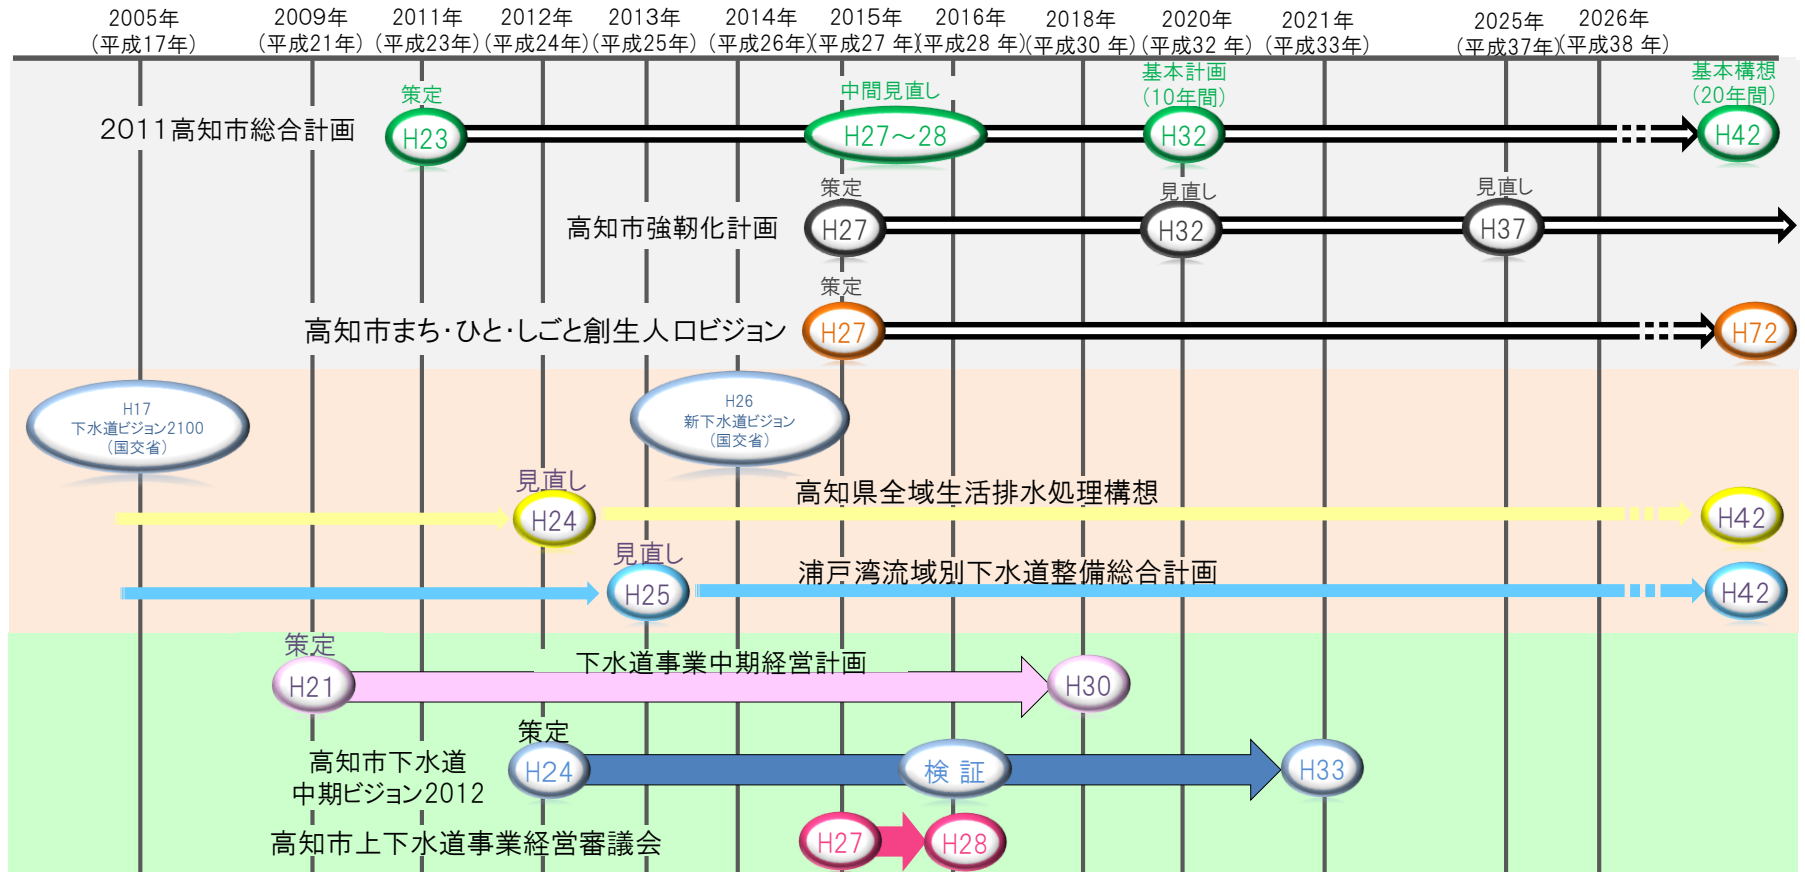 2005年
(平成17年)
2009年
(平成21年)
2011年
(平成23年)
2012年
(平成24年)
2013年
(平成25年)
2014年
(平成26年)
2015年
(平成27 年)
2016年
(平成28 年)
2018年
(平成30 年)
2020年
(平成32 年)
2021年
(平成33年)
2025年
(平成37年)
2026年
(平成38 年)
2011高知市総合計画
策定
H23
中間見直し
H27～28
基本計画
(10年間)
H32
基本構想
(20年間)
H42
高知市強靭化計画
策定
H27
見直し
H32
見直し
H37
高知市まち・ひと・しごと創生人口ビジョン
策定
H27
H72
H17
下水道ビジョン2100
(国交省)
H26
新下水道ビジョン
(国交省)
見直し
H24
高知県全域生活排水処理構想
H42
見直し
H25
浦戸湾流域別下水道整備総合計画
H42
策定
H21
下水道事業中期経営計画
H30
高知市下水道
中期ビジョン2012
策定
H24
検 証
H33
高知市上下水道事業経営審議会
H27
H28